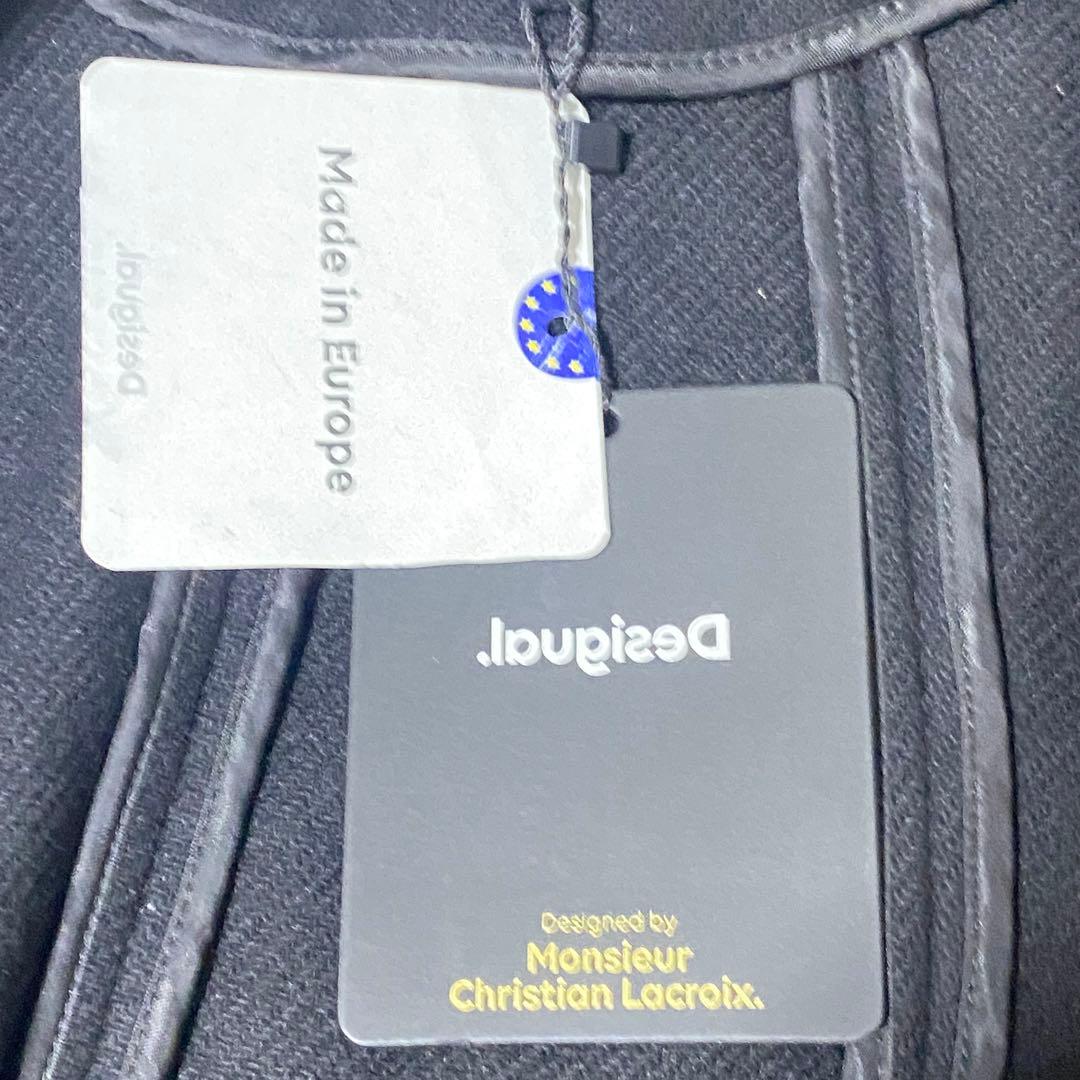 Made in Europe
Desigual.
Desigual.
Designed by
Monsieur
Christian Lacroix.